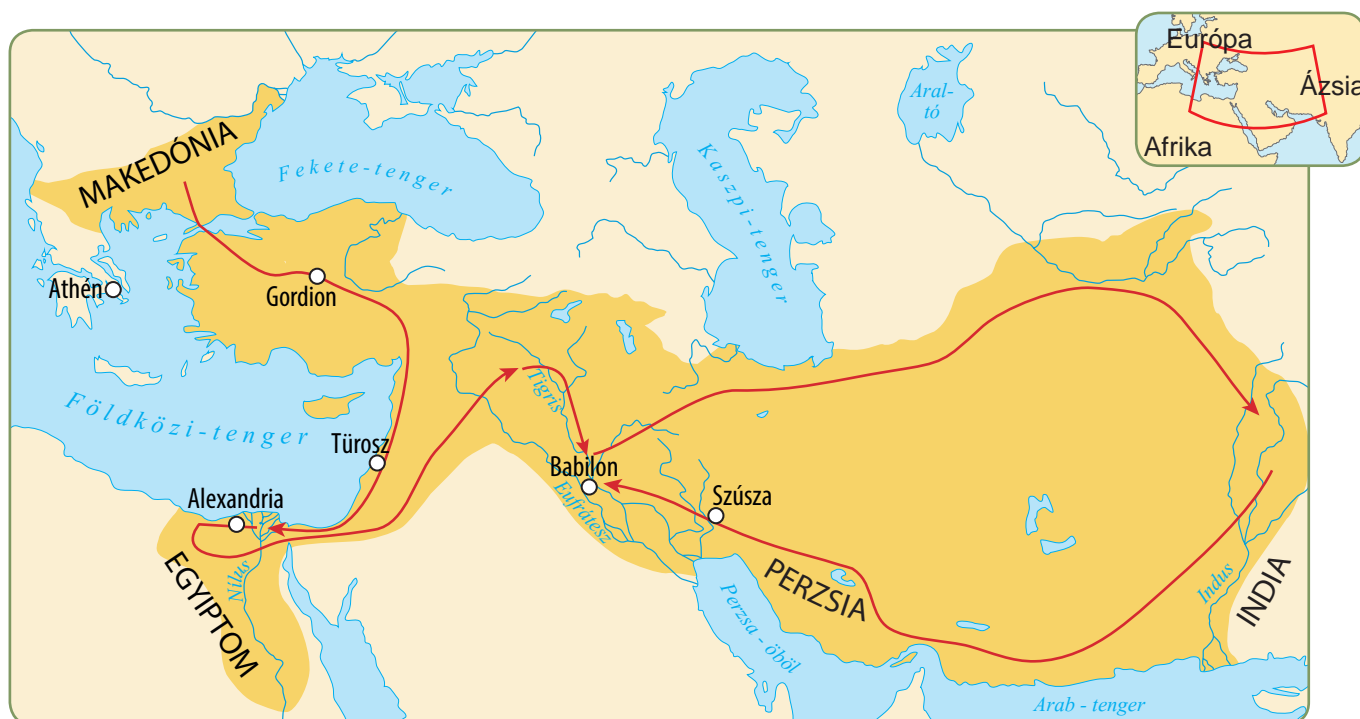 Európa
Ázsia
Afrika
MAKEDÓNIA
Fekete-tenger
Kaszpi-tenger
Aral-
tó
Athén
Gordion
Földközi-tenger
Türosz
Alexandria
EGYIPTOM
Nílus
Tigris
Babilon
Eufrátesz
Szúsza
PERZSIA
Perzsa - öböl
Indus
INDIA
Arab - tenger